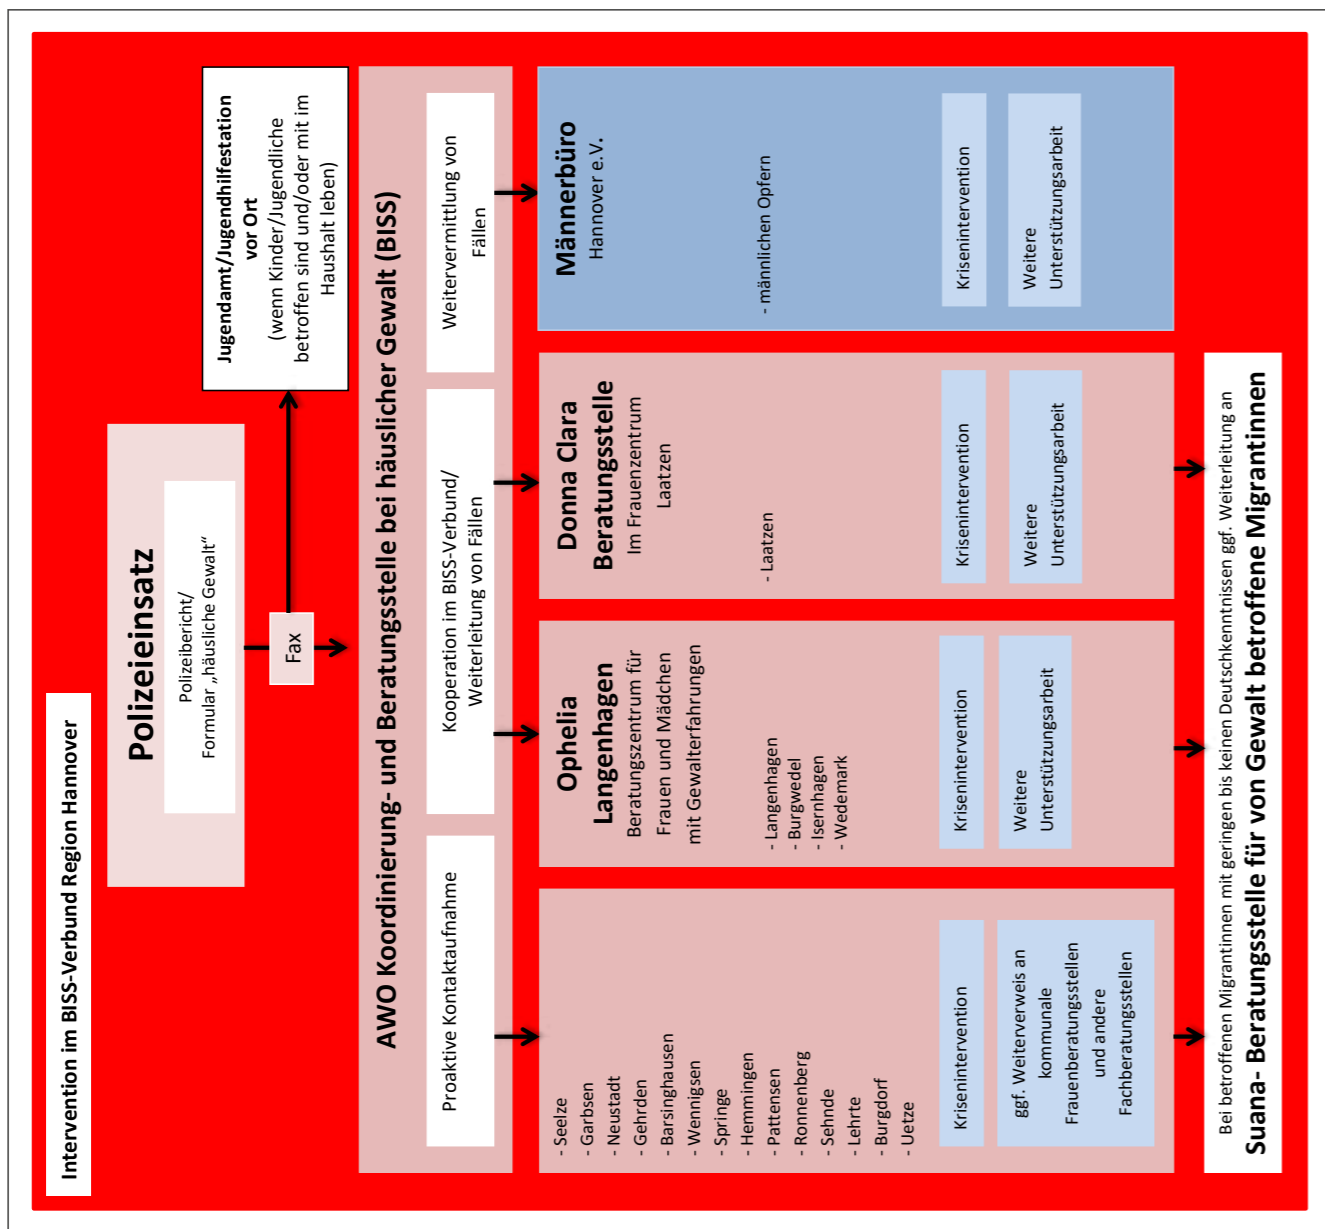 Intervention im BISS-Verbund Region Hannover
Polizeieinsatz
Polizeibericht/
Formular „häusliche Gewalt“
Fax
Jugendamt/Jugendhilfestation
vor Ort
(wenn Kinder/Jugendliche
betroffen sind und/oder mit im
Haushalt leben)
AWO Koordinierung- und Beratungsstelle bei häuslicher Gewalt (BISS)
Proaktive Kontaktaufnahme
Kooperation im BISS-Verbund/
Weiterleitung von Fällen
Weitervermittlung von
Fällen
- Seelze
- Garbsen
- Neustadt
- Gehrden
- Barsinghausen
- Wennigsen
- Springe
- Hemmingen
- Pattensen
- Ronnenberg
- Sehnde
- Lehrte
- Burgdorf
- Uetze
Krisenintervention
ggf. Weiterverweis an
kommunale
Frauenberatungsstellen
und andere
Fachberatungsstellen
Ophelia
Langenhagen
Beratungszentrum für
Frauen und Mädchen
mit Gewalterfahrungen
- Langenhagen
- Burgwedel
- Isernhagen
- Wedemark
Krisenintervention
Weitere
Unterstützungsarbeit
Donna Clara
Beratungsstelle
Im Frauenzentrum
Laatzen
- Laatzen
Krisenintervention
Weitere
Unterstützungsarbeit
Männerbüro
Hannover e.V.
- männlichen Opfern
Krisenintervention
Weitere
Unterstützungsarbeit
Bei betroffenen Migrantinnen mit geringen bis keinen Deutschkenntnissen ggf. Weiterleitung an
Suana- Beratungsstelle für von Gewalt betroffene Migrantinnen